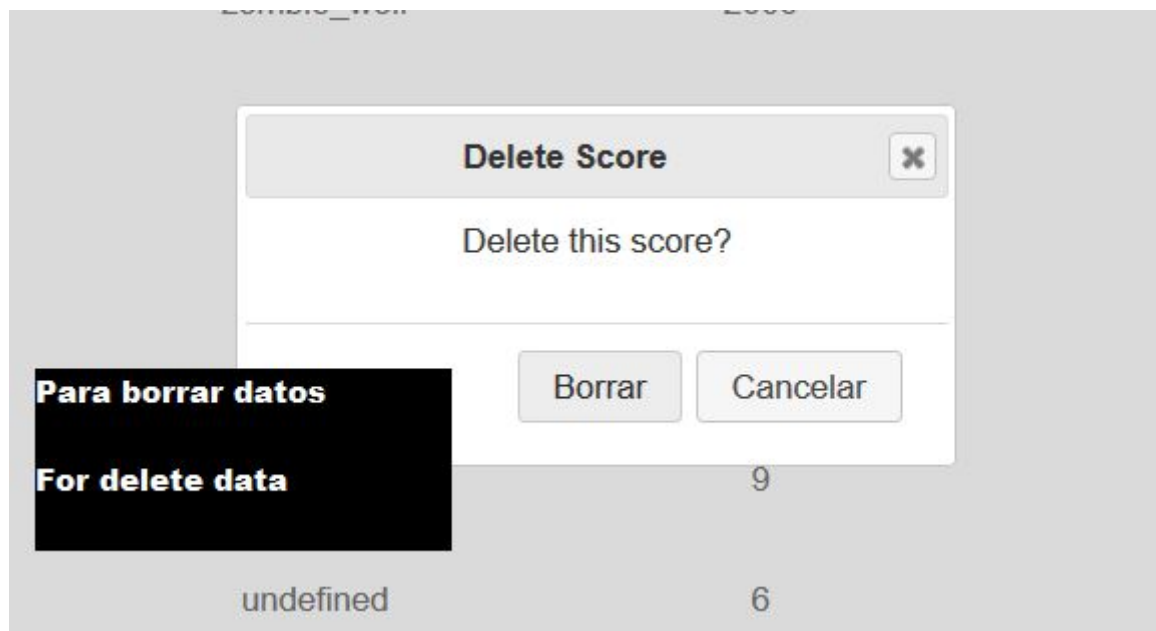 Delete Score
Delete this score?
Borrar Cancelar
Para borrar datos
For delete data
9
undefined 6